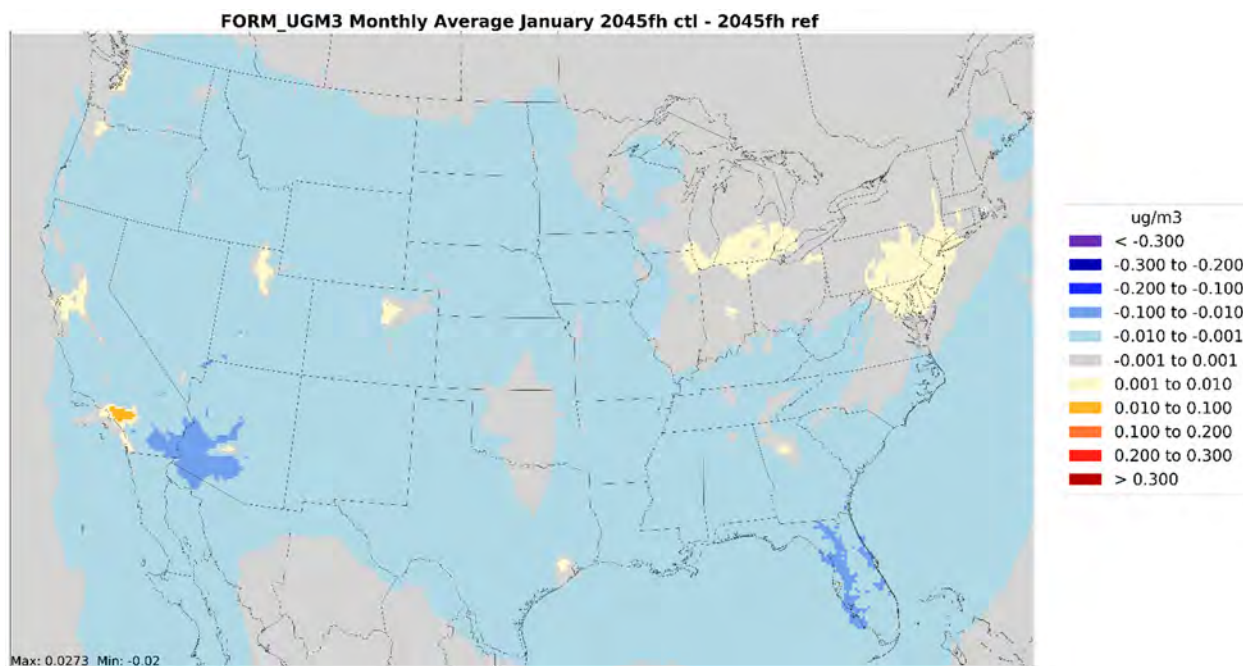 FORM_UGM3 Monthly Average January 2045fh ctl - 2045fh ref
ug/m3
< -0.300
-0.300 to -0.200
-0.200 to -0.100
-0.100 to -0.010
-0.010 to -0.001
-0.001 to 0.001
0.001 to 0.010
0.010 to 0.100
0.100 to 0.200
0.200 to 0.300
> 0.300
Max: 0.0273 Min: -0.02